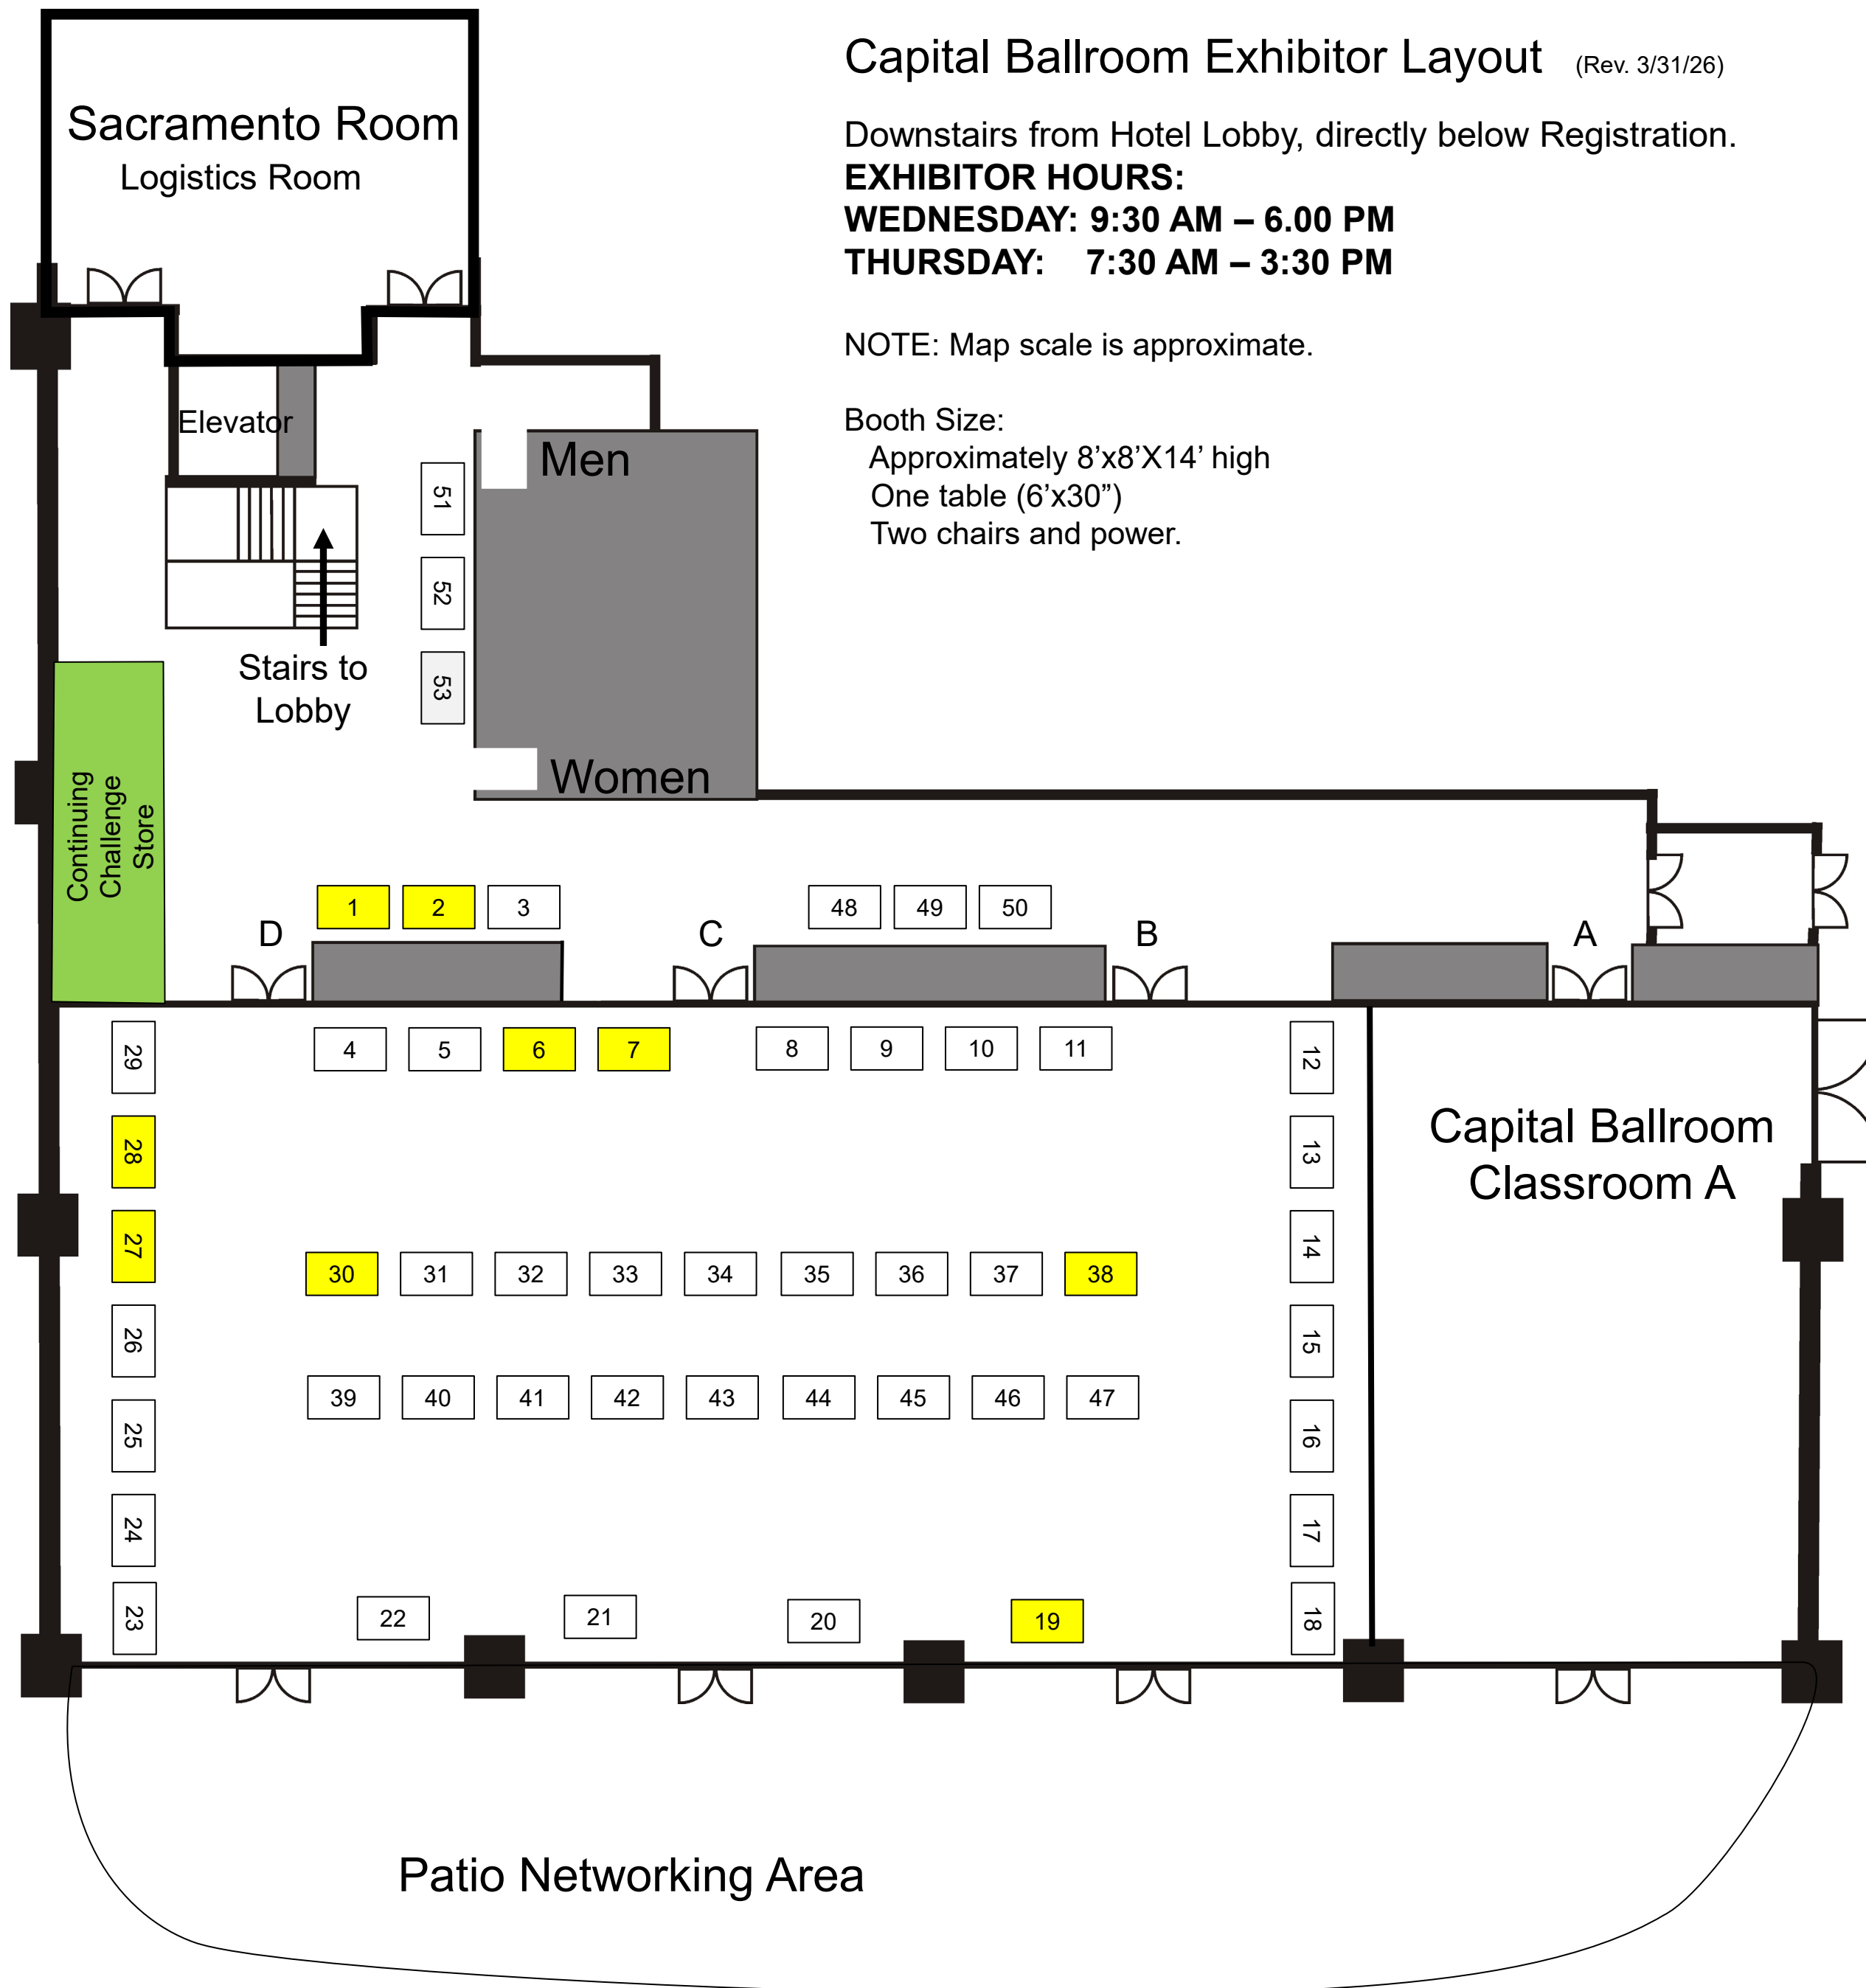 Capital Ballroom Exhibitor Layout (Rev. 3/31/26)
Downstairs from Hotel Lobby, directly below Registration.
EXHIBITOR HOURS:
WEDNESDAY: 9:30 AM – 6.00 PM
THURSDAY: 7:30 AM – 3:30 PM
NOTE: Map scale is approximate.
Booth Size:
Approximately 8’x8’X14’ high
One table (6’x30”)
Two chairs and power.
Sacramento Room
Logistics Room
Elevator
Men
51
52
53
Stairs to
Lobby
Women
Continuing
Challenge
Store
1
2
3
48
49
50
D
C
B
A
4
5
6
7
8
9
10
11
29
28
27
26
25
24
23
12
13
14
15
16
17
18
Capital Ballroom
Classroom A
30
31
32
33
34
35
36
37
38
39
40
41
42
43
44
45
46
47
22
21
20
19
Patio Networking Area